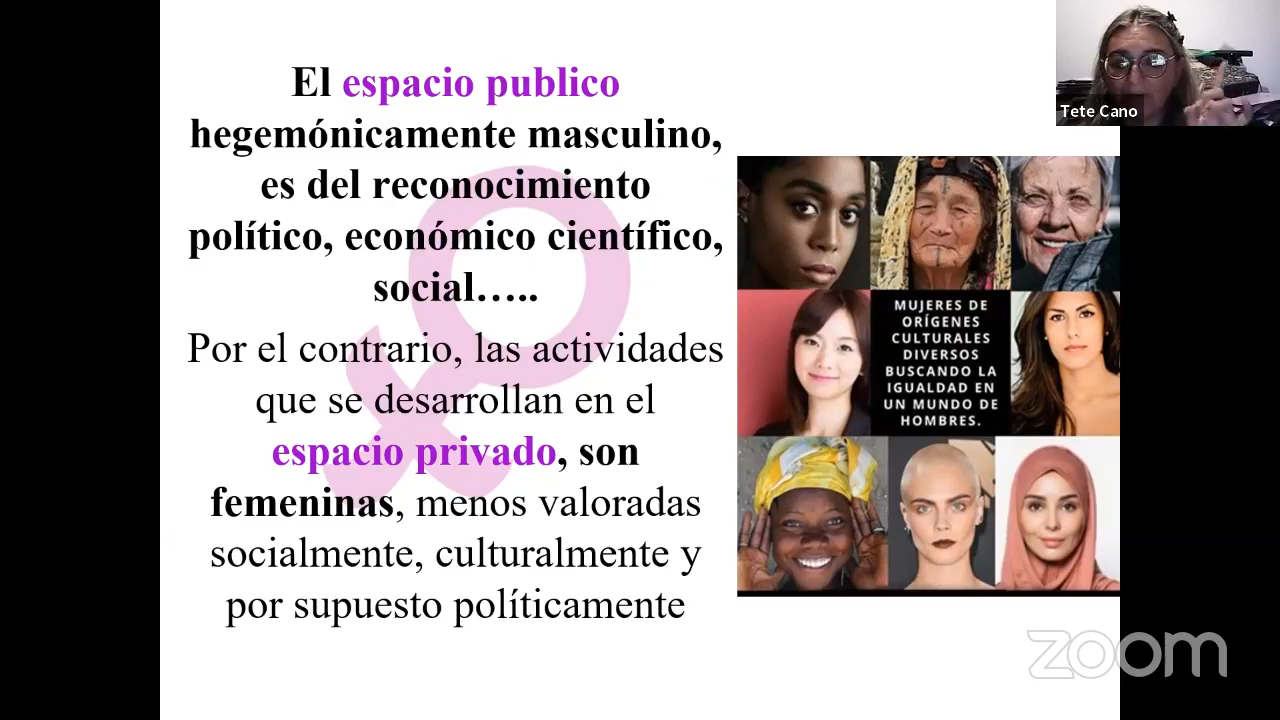 El espacio publico
hegemónicamente masculino,
es del reconocimiento
político, económico científico,
social.....
Por el contrario, las actividades
que se desarrollan en el
espacio privado, son
femeninas, menos valoradas
socialmente, culturalmente y
por supuesto políticamente
Tete Cano
MUJERES DE
ORÍGENES
CULTURALES
DIVERSOS
BUSCANDO LA
IGUALDAD EN
UN MUNDO DE
HOMBRES.
zoom